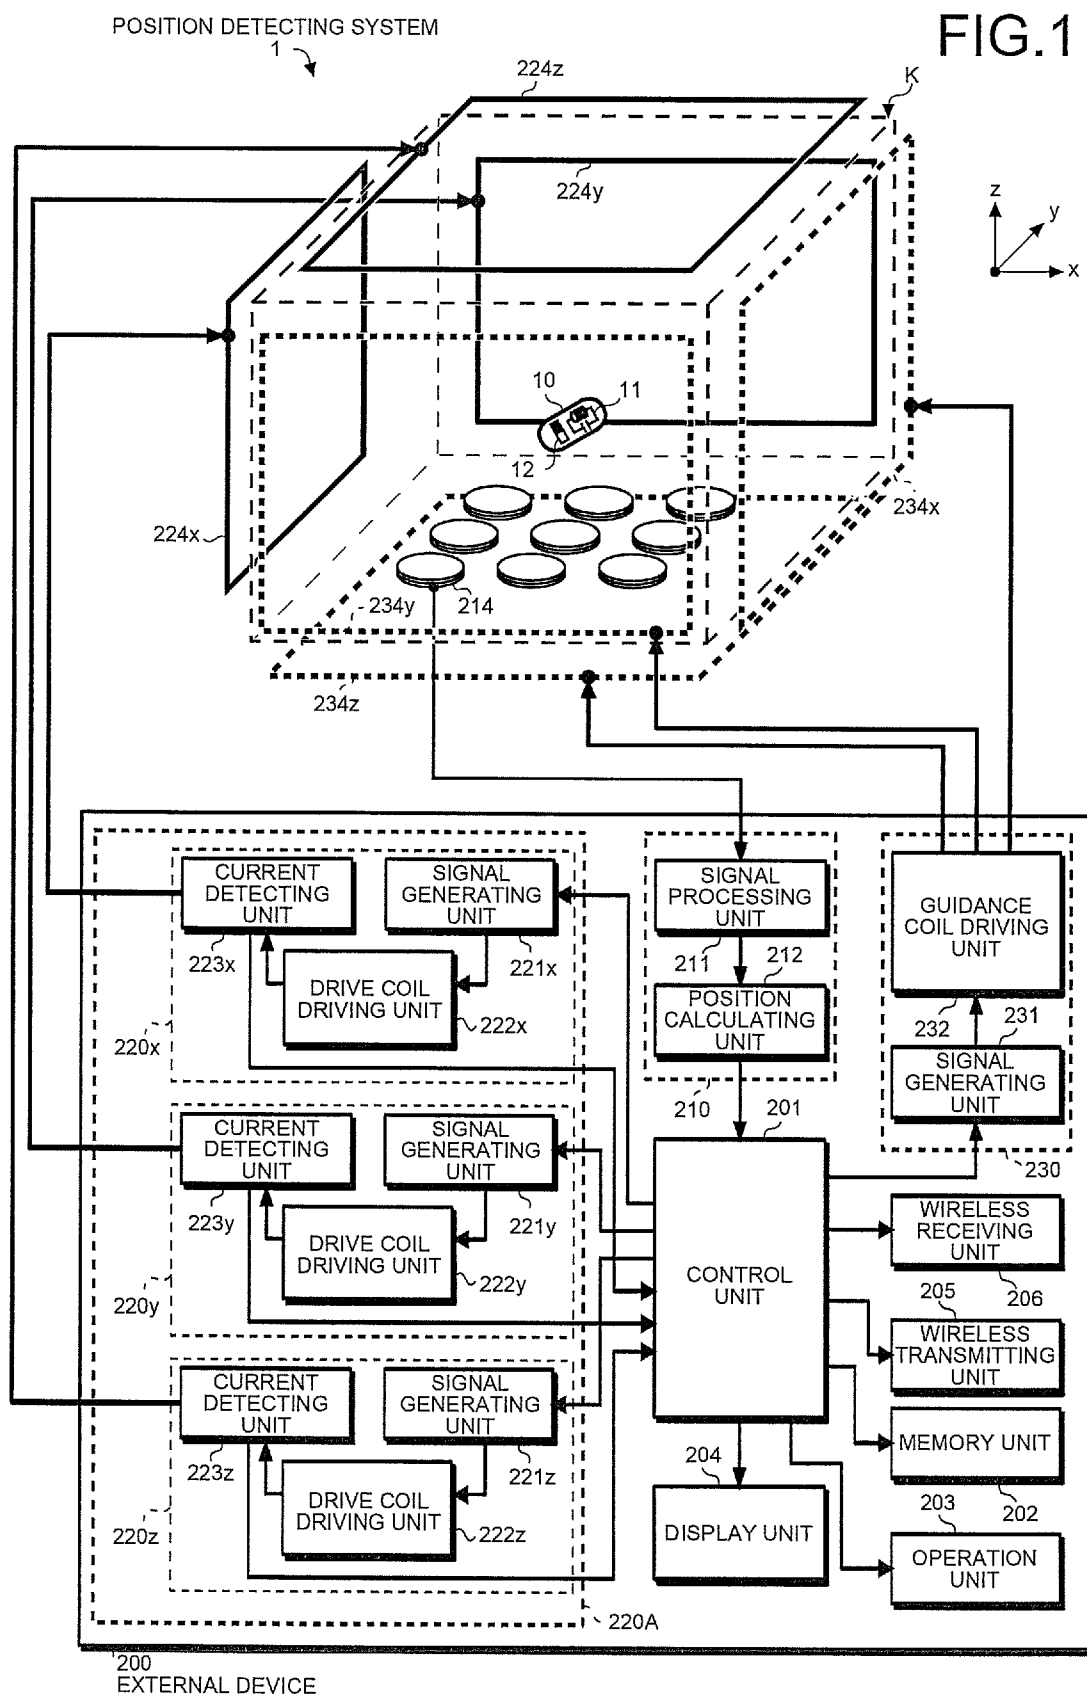 FIG.1
POSITION DETECTING SYSTEM
1
224z
K
224y
z
y
x
10
11
12
224x
234x
234y
214
234z
CURRENT
DETECTING
UNIT
223x
SIGNAL
GENERATING
UNIT
221x
DRIVE COIL
DRIVING UNIT
222x
220x
SIGNAL
PROCESSING
UNIT
211
212
POSITION
CALCULATING
UNIT
210
GUIDANCE
COIL DRIVING
UNIT
232
231
SIGNAL
GENERATING
UNIT
230
CURRENT
DETECTING
UNIT
223y
SIGNAL
GENERATING
UNIT
221y
DRIVE COIL
DRIVING UNIT
222y
220y
201
CONTROL
UNIT
WIRELESS
RECEIVING
UNIT
206
205
WIRELESS
TRANSMITTING
UNIT
CURRENT
DETECTING
UNIT
223z
SIGNAL
GENERATING
UNIT
221z
DRIVE COIL
DRIVING UNIT
222z
220z
MEMORY UNIT
202
204
DISPLAY UNIT
203
OPERATION
UNIT
220A
200
EXTERNAL DEVICE